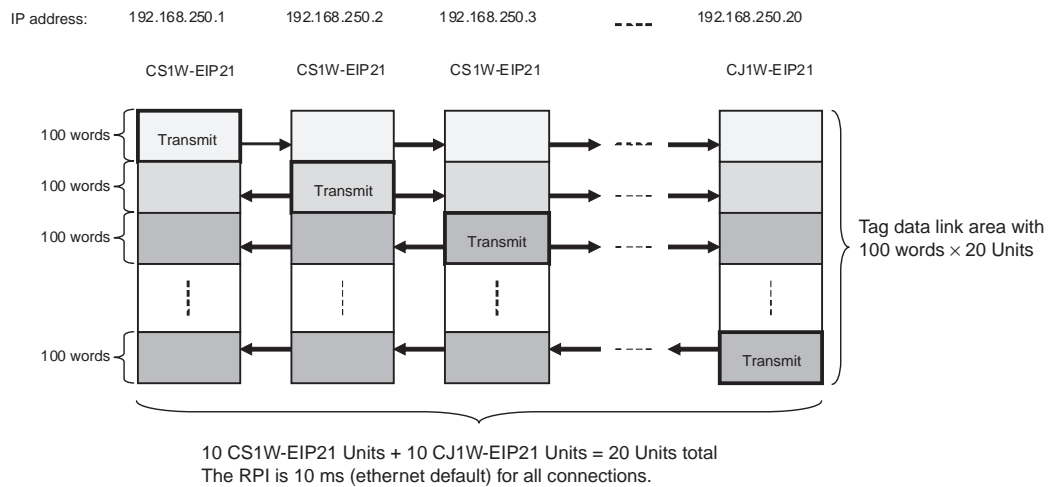 IP address: 192.168.250.1 192.168.250.2 192.168.250.3 192.168.250.20
CS1W-EIP21 CS1W-EIP21 CS1W-EIP21 CJ1W-EIP21
100 words Transmit
100 words Transmit
100 words Transmit
Tag data link area with
100 words × 20 Units
100 words Transmit
10 CS1W-EIP21 Units + 10 CJ1W-EIP21 Units = 20 Units total
The RPI is 10 ms (ethernet default) for all connections.